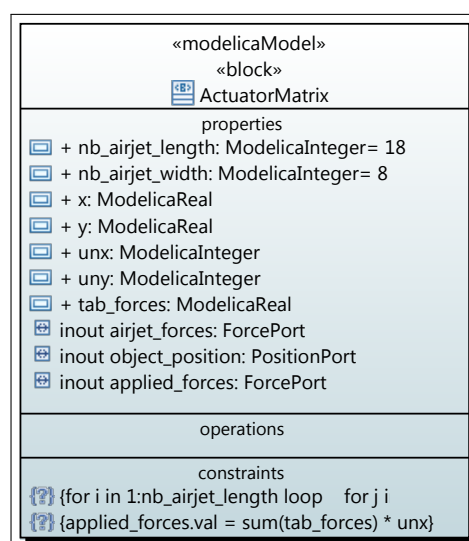 «modelicaModel»
«block»
ActuatorMatrix
properties
+ nb_airjet_length: ModelicaInteger= 18
+ nb_airjet_width: ModelicaInteger= 8
+ x: ModelicaReal
+ y: ModelicaReal
+ unx: ModelicaInteger
+ uny: ModelicaInteger
+ tab_forces: ModelicaReal
inout airjet_forces: ForcePort
inout object_position: PositionPort
inout applied_forces: ForcePort
operations
constraints
{?} {for i in 1:nb_airjet_length loop for j i
{?} {applied_forces.val = sum(tab_forces) * unx}